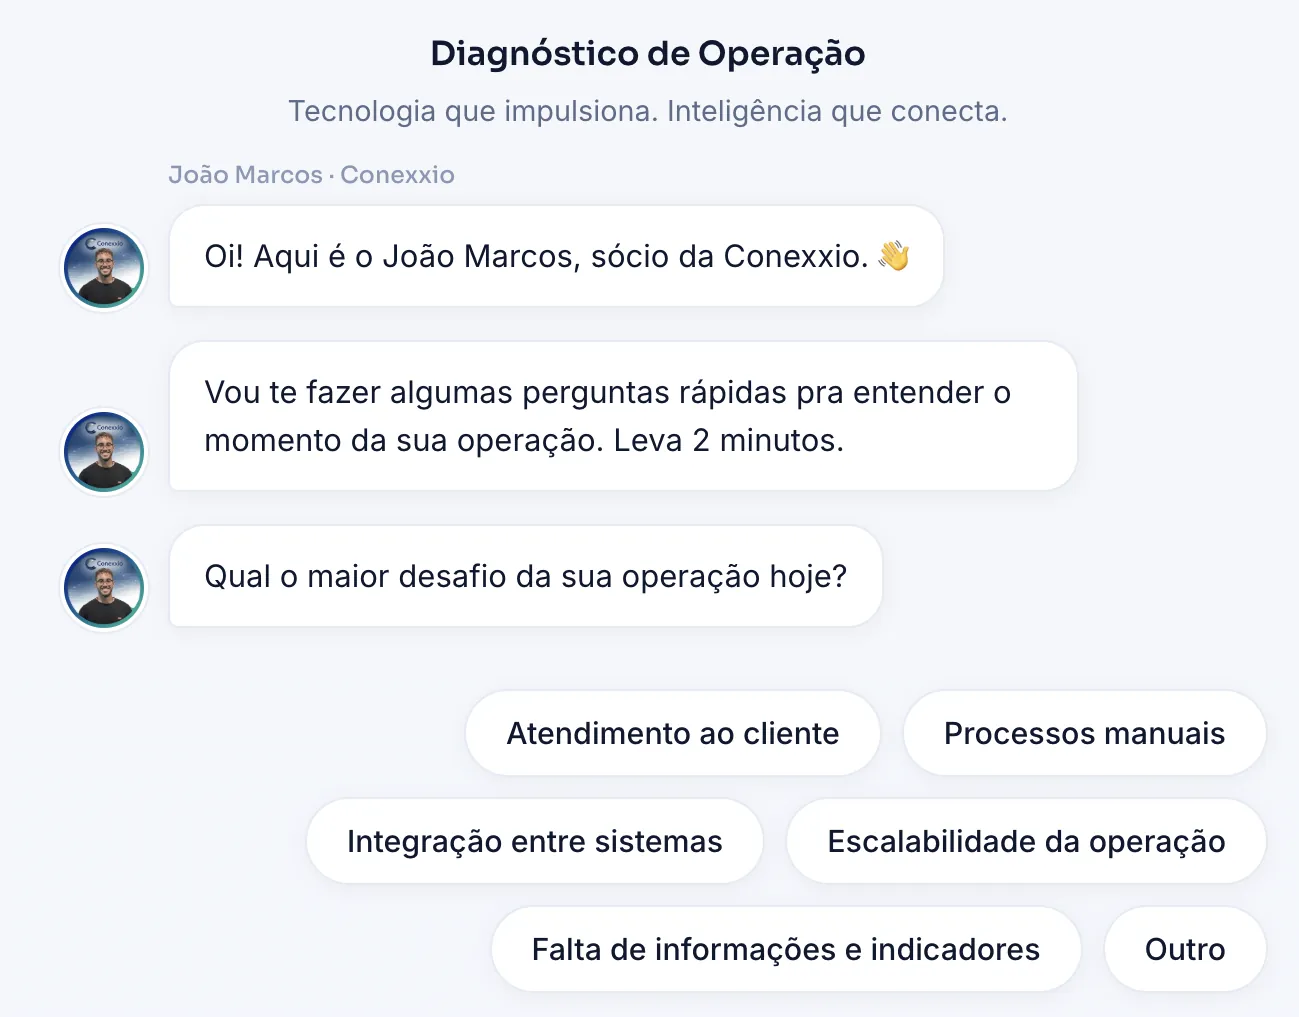 Diagnóstico de Operação
Tecnologia que impulsiona. Inteligência que conecta.
João Marcos · Conexxio
Conexxio
Oi! Aqui é o João Marcos, sócio da Conexxio. 👋
Vou te fazer algumas perguntas rápidas pra entender o
momento da sua operação. Leva 2 minutos.
Conexxio
Qual o maior desafio da sua operação hoje?
Conexxio
Atendimento ao cliente
Processos manuais
Integração entre sistemas
Escalabilidade da operação
Falta de informações e indicadores
Outro